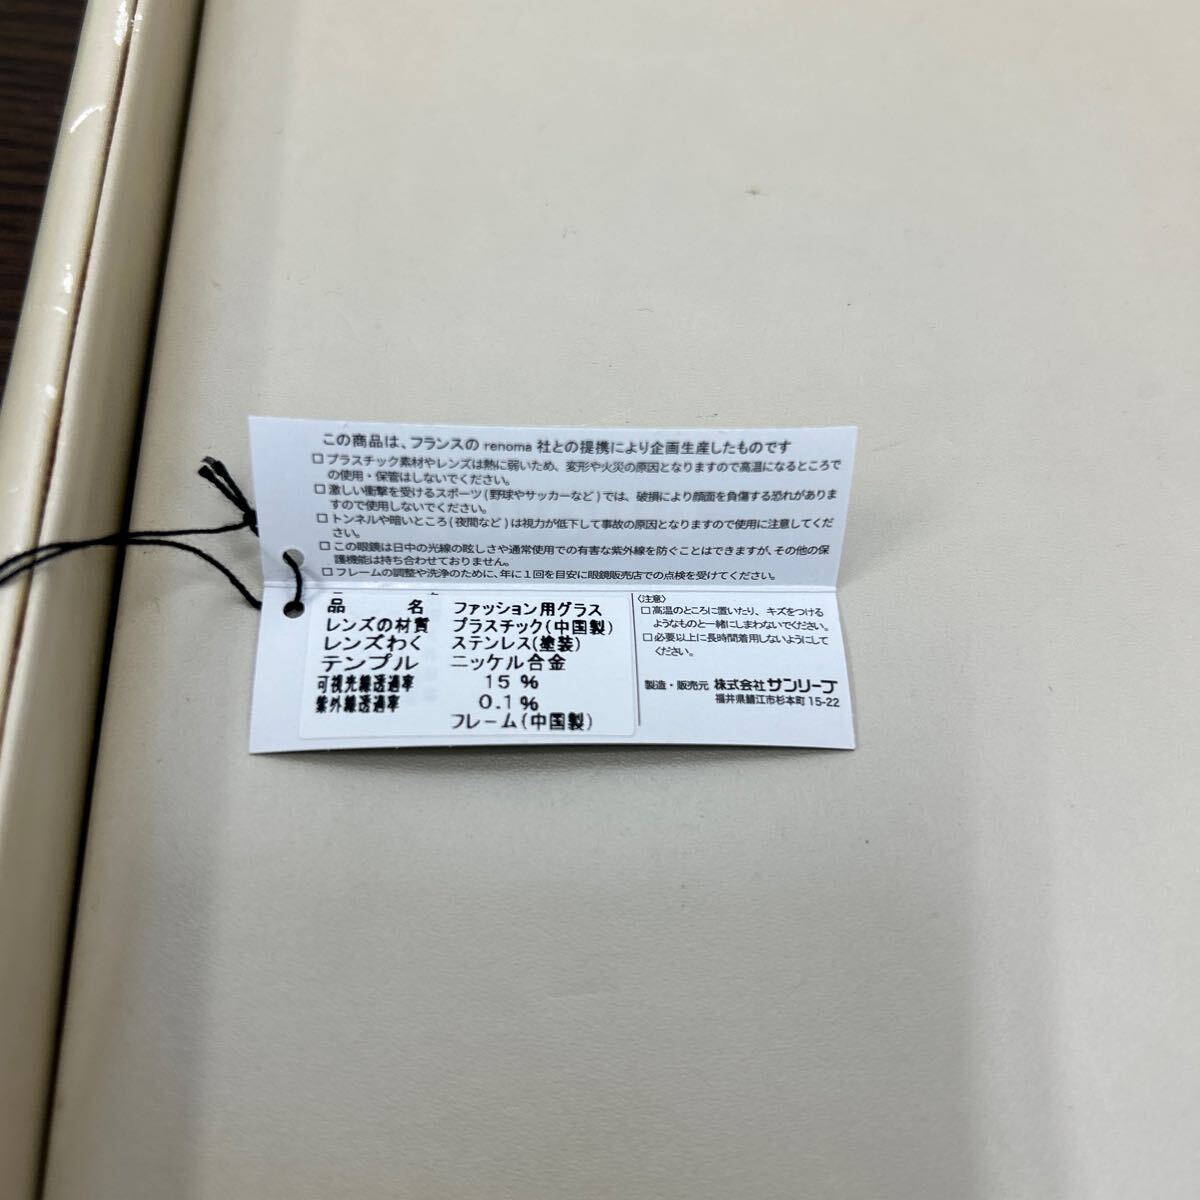 この商品は、フランスの renoma 社との提携により企画生産したものです
□プラスチック素材やレンズは熱に弱いため、変形や火災の原因となりますので高温になるところで
の使用・保管はしないでください。
□激しい衝撃を受けるスポーツ(野球やサッカーなど)では、破損により顔面を負傷する恐れがありま
すので使用しないでください。
□トンネルや暗いところ(夜間など)は視力が低下して事故の原因となりますので使用に注意してくだ
さい。
□この眼鏡は日中の光線の眩しさや通常使用での有害な紫外線を防ぐことはできますが、その他の保
護機能は持ち合わせておりません。
□フレームの調整や洗浄のために、年に1回を目安に眼鏡販売店での点検を受けてください。
品 名 ファッション用グラス
レンズの材質 プラスチック(中国製)
レンズわく ステンレス(塗装)
テンプル ニッケル合金
可視光線透過率 15%
紫外線透過率 0.1%
フレーム(中国製)
〈注意〉
□高温のところに置いたり、キズをつける
ようなものと一緒にしまわないでください。
□必要以上に長時間着用しないようにして
ください。
製造・販売元 株式会社サンリーブ
福井県鯖江市杉本町15-22